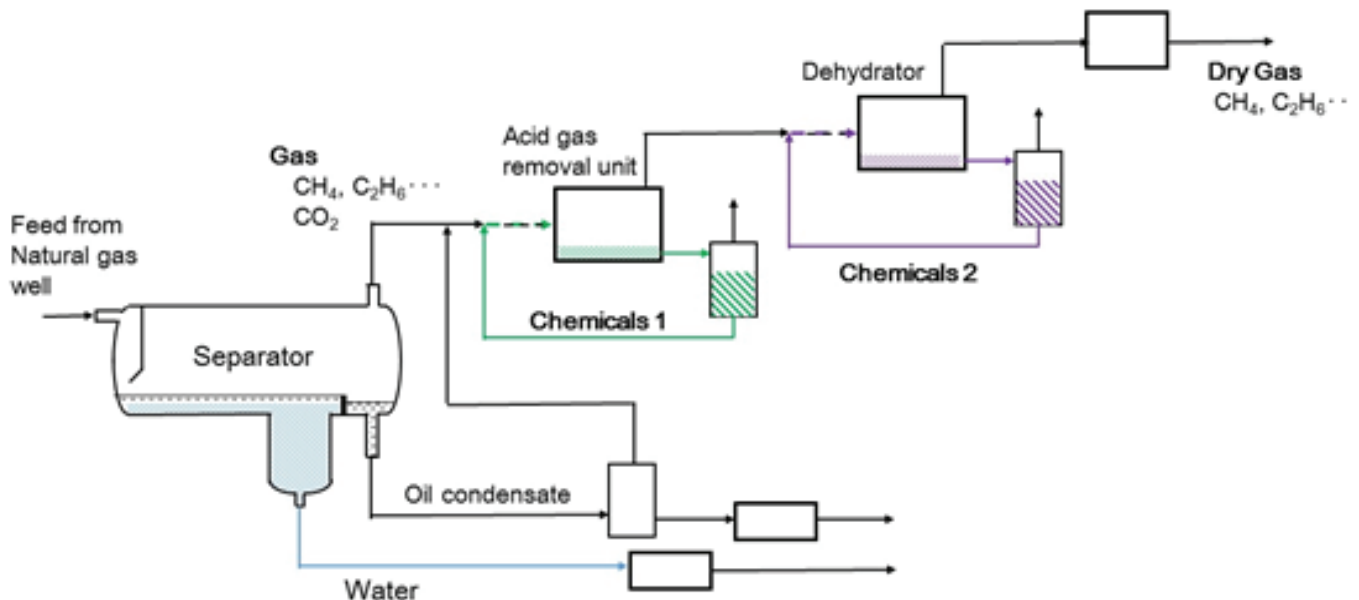 Dehydrator
Dry Gas
CH₄, C₂H₆··
Acid gas
removal unit
Gas
CH₄, C₂H₆···
CO₂
Feed from
Natural gas
well
Chemicals 2
Chemicals 1
Separator
Oil condensate
Water